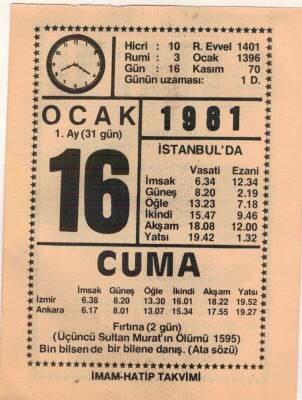 Hicri : 10 R. Evvel 1401
Rumi : 3 Ocak 1396
Gün : 16 Kasım 70
Günün uzaması: 1 D.
OCAK
1. Ay (31 gün)
16
1981
İSTANBUL'DA
Vasati Ezani
İmsak 6.34 12.34
Güneş 8.20 2.19
Öğle 13.23 7.18
İkindi 15.47 9.46
Akşam 18.08 12.00
Yatsı 19.42 1.32
CUMA
İmsak Güneş Öğle İkindi Akşam Yatsı
İzmir 6.38 8.20 13.30 16.01 18.22 19.52
Ankara 6.17 8.01 13.07 15.34 17.55 19.27
Fırtına (2 gün)
(Üçüncü Sultan Murat'ın Ölümü 1595)
Bin bilsen de bir bilene danış. (Ata sözü)
İMAM-HATİP TAKVİMİ